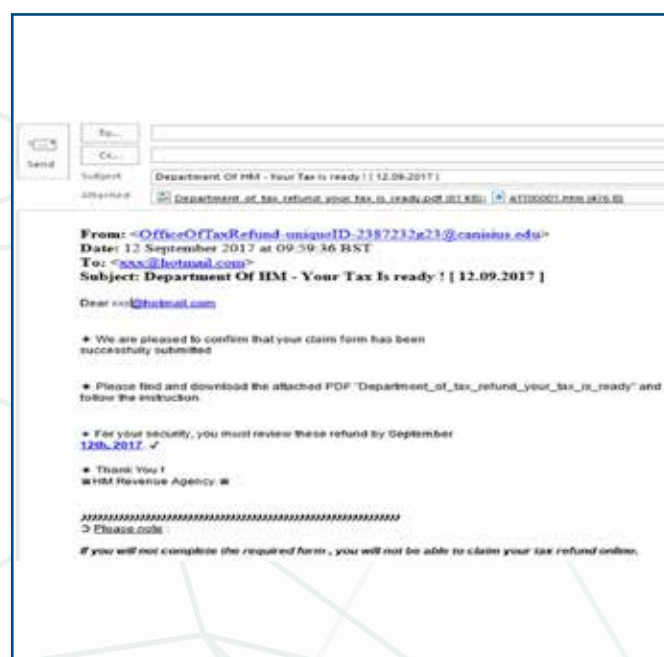 To...
Cc...
Send
Subject
Department Of HM - Your Tax is ready ! [ 12.09.2017 ]
Attached
Department_of_tax_refund_your_tax_is_ready.pdf (81 KB); ATT00001.htm (476 B)
From: <OfficeOfTaxRefund-uniqueID-2387232g23@canisius.edu>
Date: 12 September 2017 at 09:59:36 BST
To: <xxx@hotmail.com>
Subject: Department Of HM - Your Tax Is ready ! [ 12.09.2017 ]
Dear xxx@hotmail.com
We are pleased to confirm that your claim form has been
successfully submitted
Please find and download the attached PDF "Department_of_tax_refund_your_tax_is_ready" and
follow the instruction.
For your security, you must review these refund by September
12th, 2017. ✓
Thank You !
HM Revenue Agency.
Please note :
If you will not complete the required form , you will not be able to claim your tax refund online.